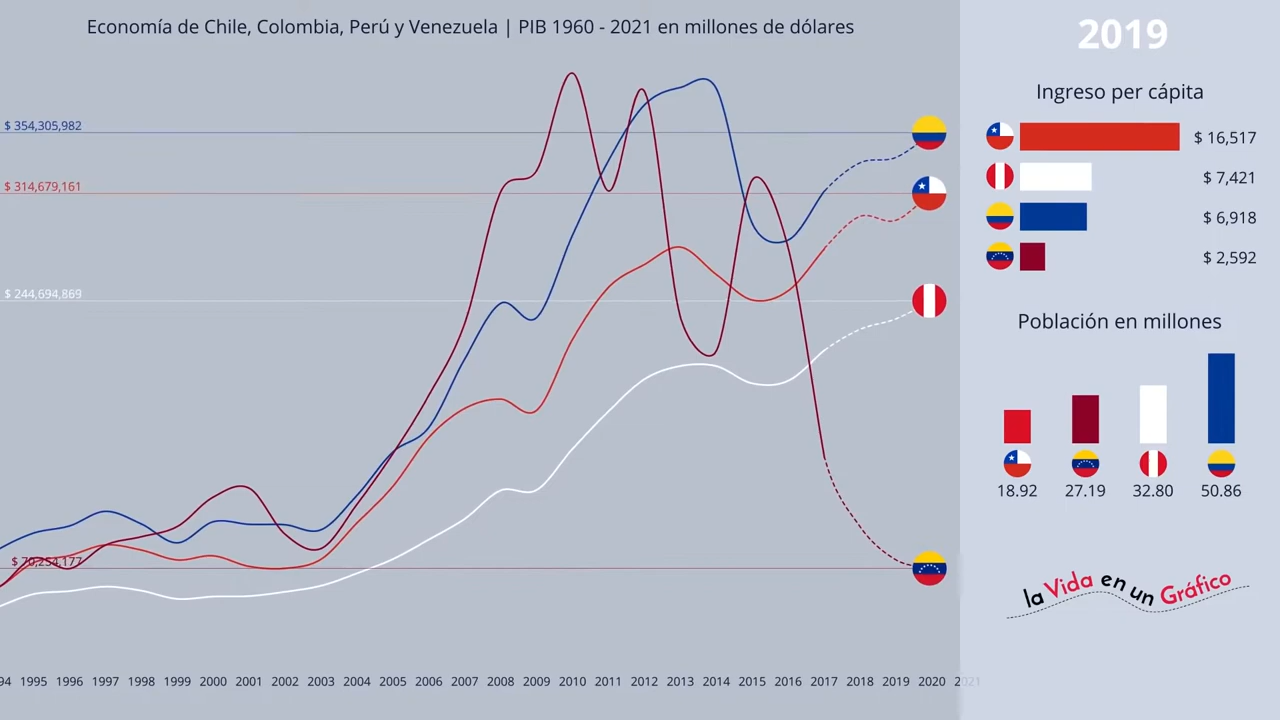 Economía de Chile, Colombia, Perú y Venezuela | PIB 1960 - 2021 en millones de dólares
$ 354,305,982
$ 314,679,161
$ 244,694,869
$ 70,254,177
94 1995 1996 1997 1998 1999 2000 2001 2002 2003 2004 2005 2006 2007 2008 2009 2010 2011 2012 2013 2014 2015 2016 2017 2018 2019 2020 2021
2019
Ingreso per cápita
$ 16,517
$ 7,421
$ 6,918
$ 2,592
Población en millones
18.92 27.19 32.80 50.86
la Vida en un Gráfico